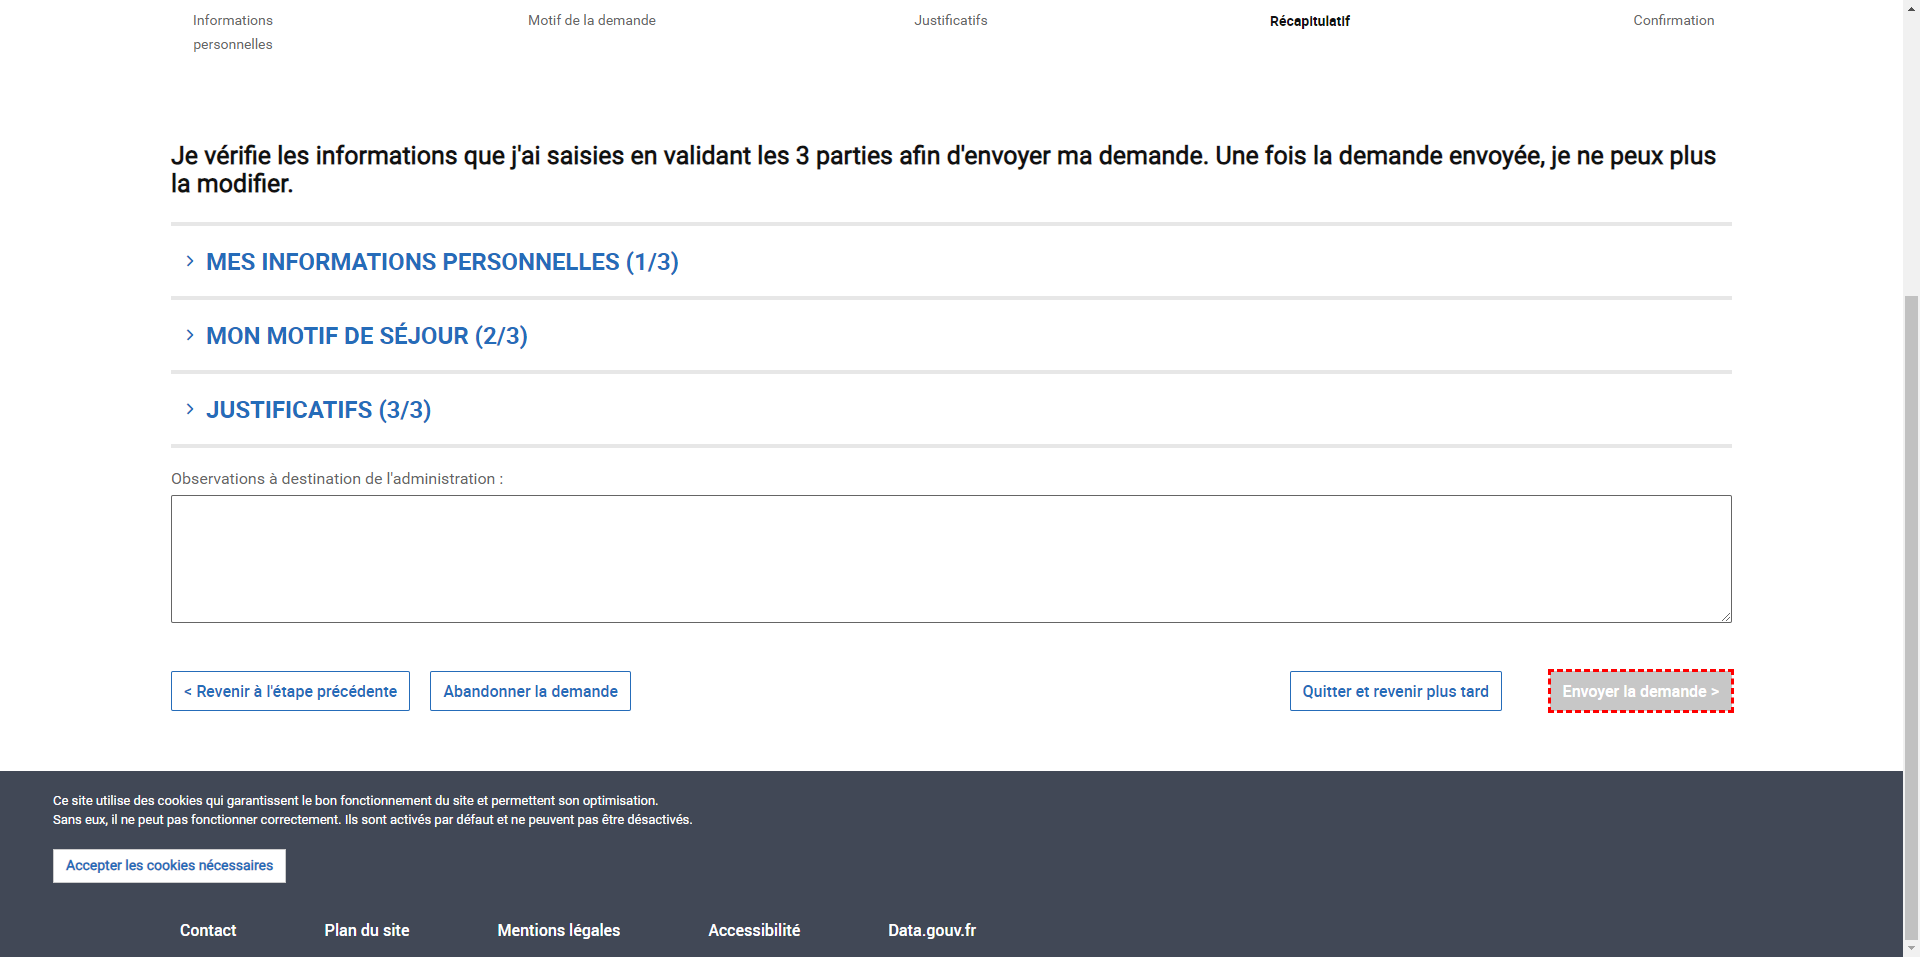 Informations
personnelles
Motif de la demande
Justificatifs
Récapitulatif
Confirmation
Je vérifie les informations que j'ai saisies en validant les 3 parties afin d'envoyer ma demande. Une fois la demande envoyée, je ne peux plus
la modifier.
MES INFORMATIONS PERSONNELLES (1/3)
MON MOTIF DE SÉJOUR (2/3)
JUSTIFICATIFS (3/3)
Observations à destination de l'administration :
< Revenir à l'étape précédente
Abandonner la demande
Quitter et revenir plus tard
Envoyer la demande >
Ce site utilise des cookies qui garantissent le bon fonctionnement du site et permettent son optimisation.
Sans eux, il ne peut pas fonctionner correctement. Ils sont activés par défaut et ne peuvent pas être désactivés.
Accepter les cookies nécessaires
Contact
Plan du site
Mentions légales
Accessibilité
Data.gouv.fr